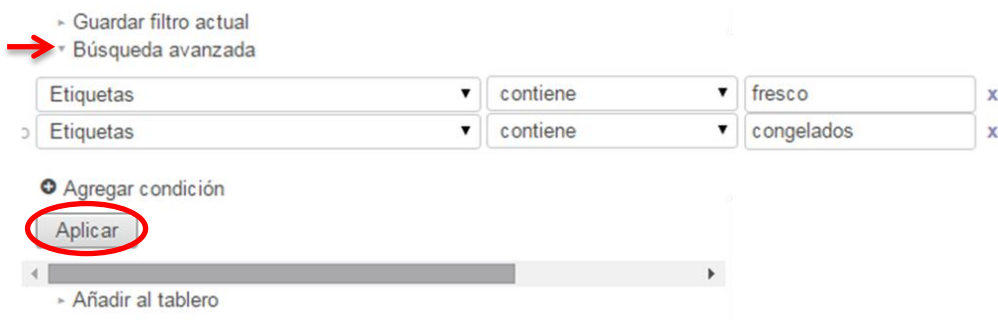 Guardar filtro actual
Búsqueda avanzada
Etiquetas contiene fresco x
o Etiquetas contiene congelados x
Agregar condición
Aplicar
Añadir al tablero